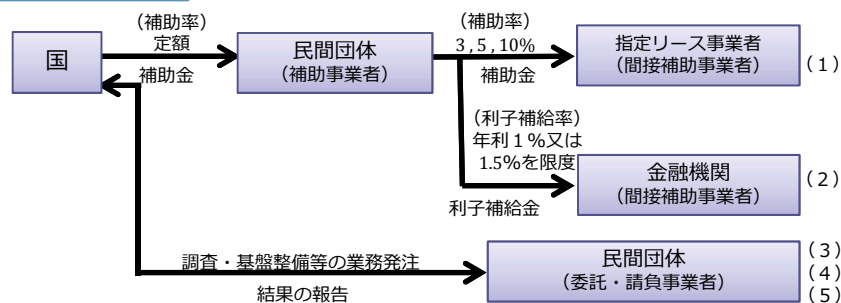 国
（補助率）
定額
補助金
民間団体
（補助事業者）
（補助率）
3 , 5 , 10%
補助金
指定リース事業者
（間接補助事業者）
（１）
（利子補給率）
年利１％又は
1.5％を限度
利子補給金
金融機関
（間接補助事業者）
（２）
調査・基盤整備等の業務発注
結果の報告
民間団体
（委託・請負事業者）
（３）
（４）
（５）